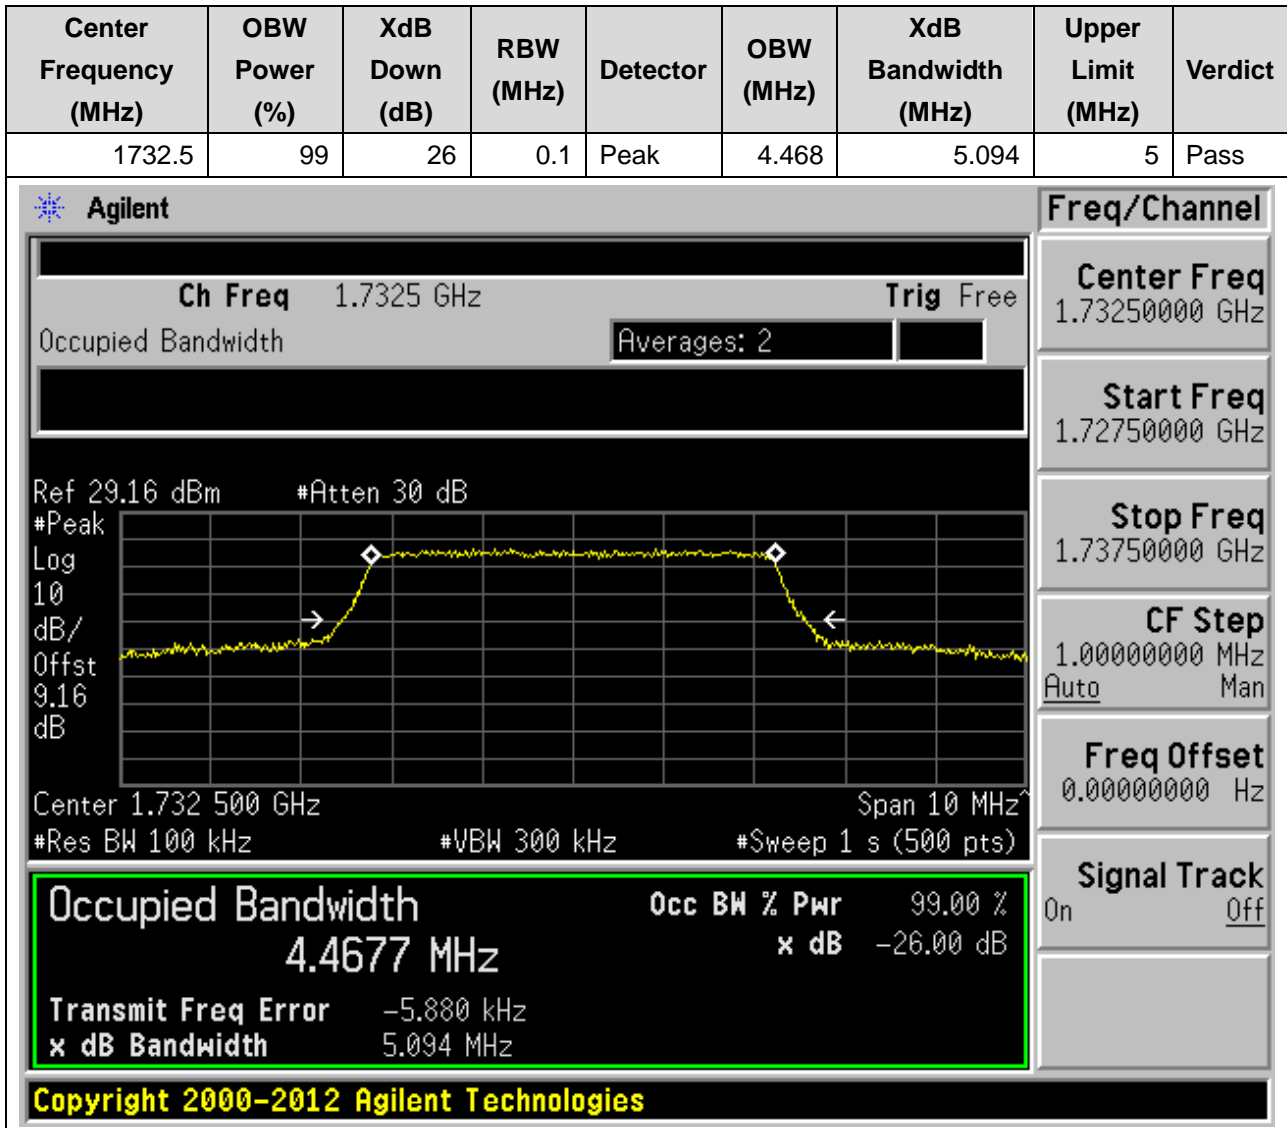 Center Frequency (MHz) OBW Power (%) XdB Down (dB) RBW (MHz) Detector OBW (MHz) XdB Bandwidth (MHz) Upper Limit (MHz) Verdict
1732.5 99 26 0.1 Peak 4.468 5.094 5 Pass
Agilent
Freq/Channel
Ch Freq 1.7325 GHz Trig Free
Occupied Bandwidth Averages: 2
Center Freq
1.73250000 GHz
Start Freq
1.72750000 GHz
Stop Freq
1.73750000 GHz
CF Step
1.00000000 MHz
Auto Man
Freq Offset
0.00000000 Hz
Signal Track
On Off
Ref 29.16 dBm #Atten 30 dB
#Peak
Log
10
dB/
Offst
9.16
dB
Center 1.732 500 GHz Span 10 MHz^
#Res BW 100 kHz #VBW 300 kHz #Sweep 1 s (500 pts)
Occupied Bandwidth Occ BW % Pwr 99.00 %
4.4677 MHz x dB -26.00 dB
Transmit Freq Error -5.880 kHz
x dB Bandwidth 5.094 MHz
Copyright 2000-2012 Agilent Technologies